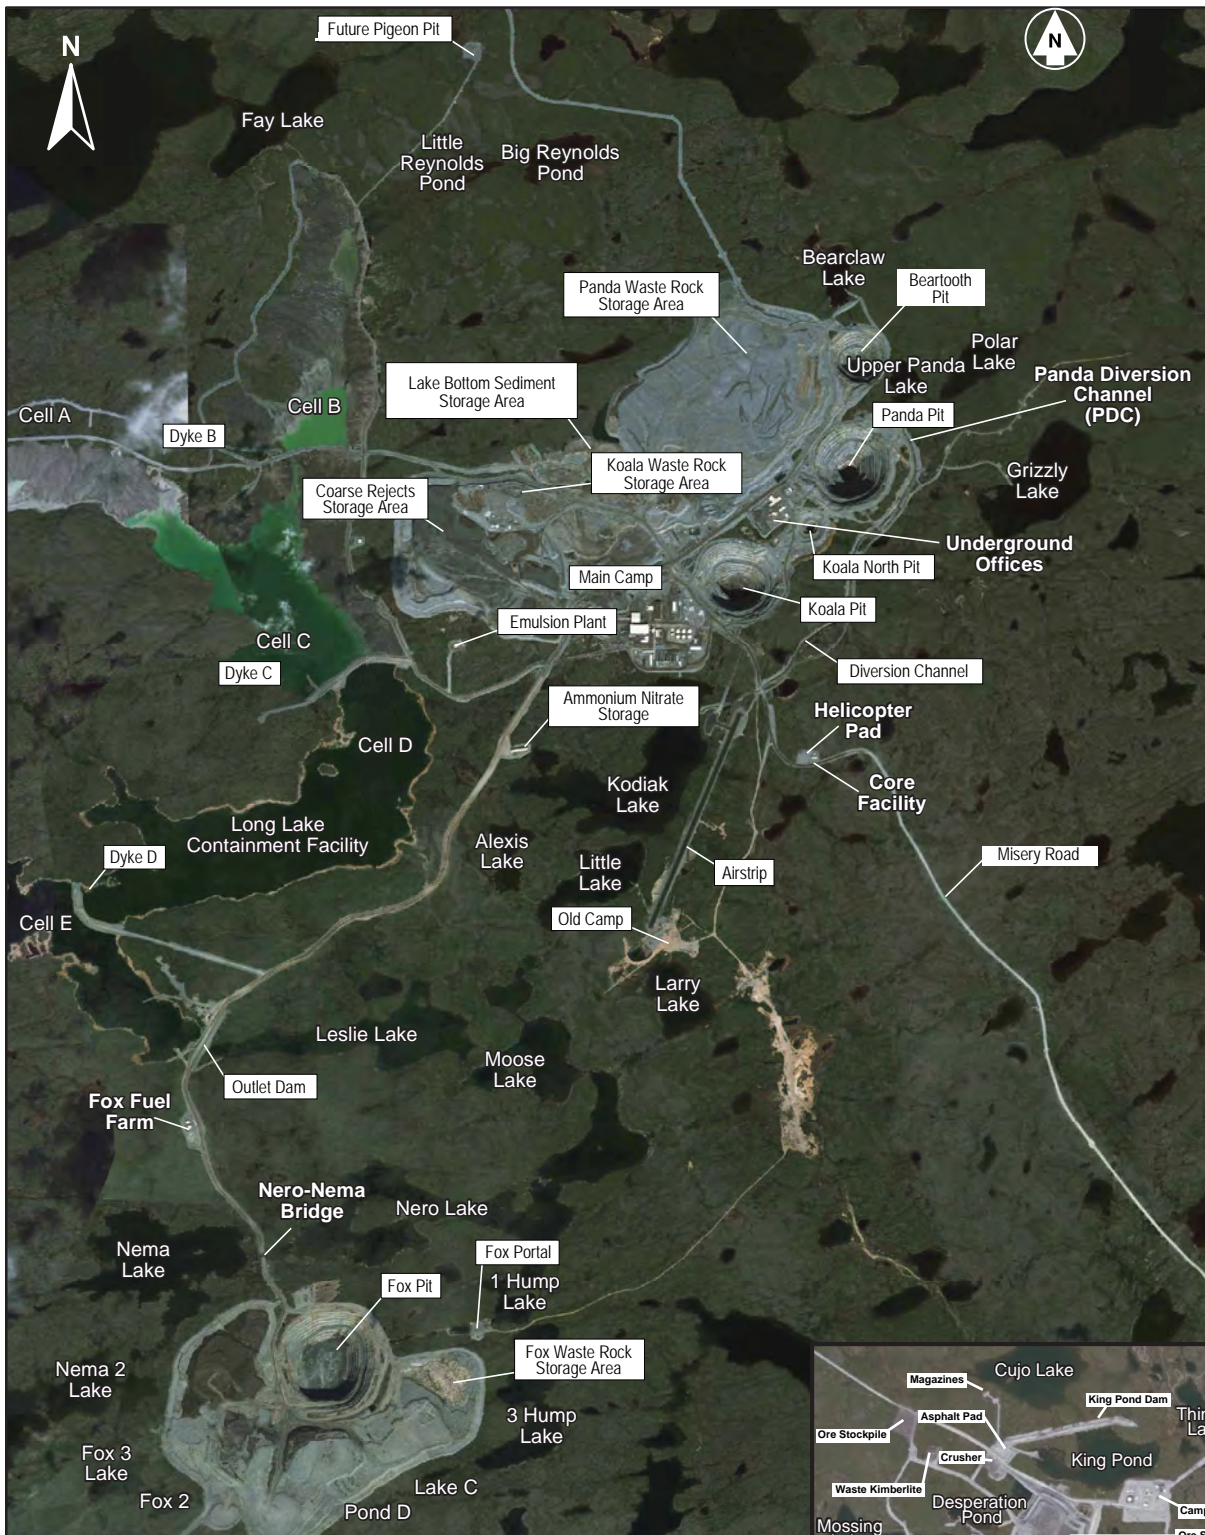 Future Pigeon Pit
N
N
Fay Lake
Little
Reynolds
Pond
Big Reynolds
Pond
Bearclaw
Lake
Beartooth
Pit
Panda Waste Rock
Storage Area
Polar
Lake
Upper Panda
Lake
Panda Diversion
Channel
(PDC)
Lake Bottom Sediment
Storage Area
Cell A
Cell B
Dyke B
Panda Pit
Koala Waste Rock
Storage Area
Grizzly
Lake
Coarse Rejects
Storage Area
Underground
Offices
Koala North Pit
Main Camp
Koala Pit
Emulsion Plant
Cell C
Dyke C
Diversion Channel
Ammonium Nitrate
Storage
Helicopter
Pad
Cell D
Kodiak
Lake
Core
Facility
Long Lake
Containment Facility
Alexis
Lake
Dyke D
Little
Lake
Airstrip
Misery Road
Cell E
Old Camp
Larry
Lake
Leslie Lake
Moose
Lake
Outlet Dam
Fox Fuel
Farm
Nero-Nema
Bridge
Nero Lake
Nema
Lake
Fox Portal
Fox Pit
1 Hump
Lake
Fox Waste Rock
Storage Area
Nema 2
Lake
3 Hump
Lake
Fox 3
Lake
Fox 2
Lake C
Pond D
Cujo Lake
Magazines
King Pond Dam
Asphalt Pad
Ore Stockpile
Crusher
King Pond
Waste Kimberlite
Desperation
Pond
Camp
Mossing